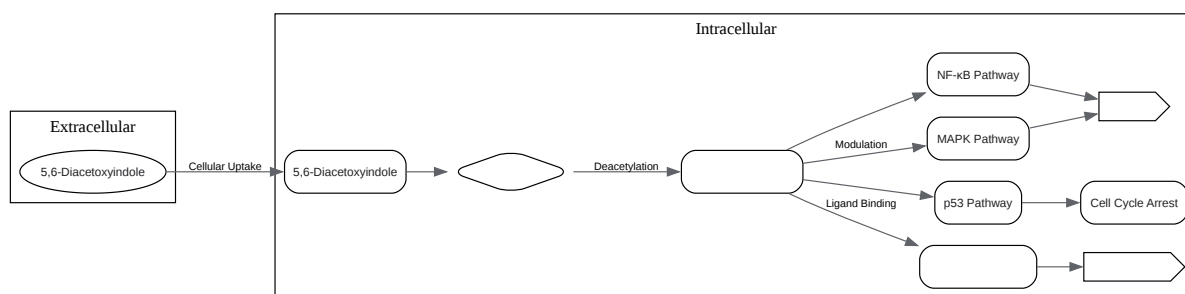 Intracellular
Extracellular
5,6-Diacetoxyindole
Cellular Uptake
5,6-Diacetoxyindole
Deacetylation
NF-κB Pathway
Modulation
MAPK Pathway
p53 Pathway
Cell Cycle Arrest
Ligand Binding